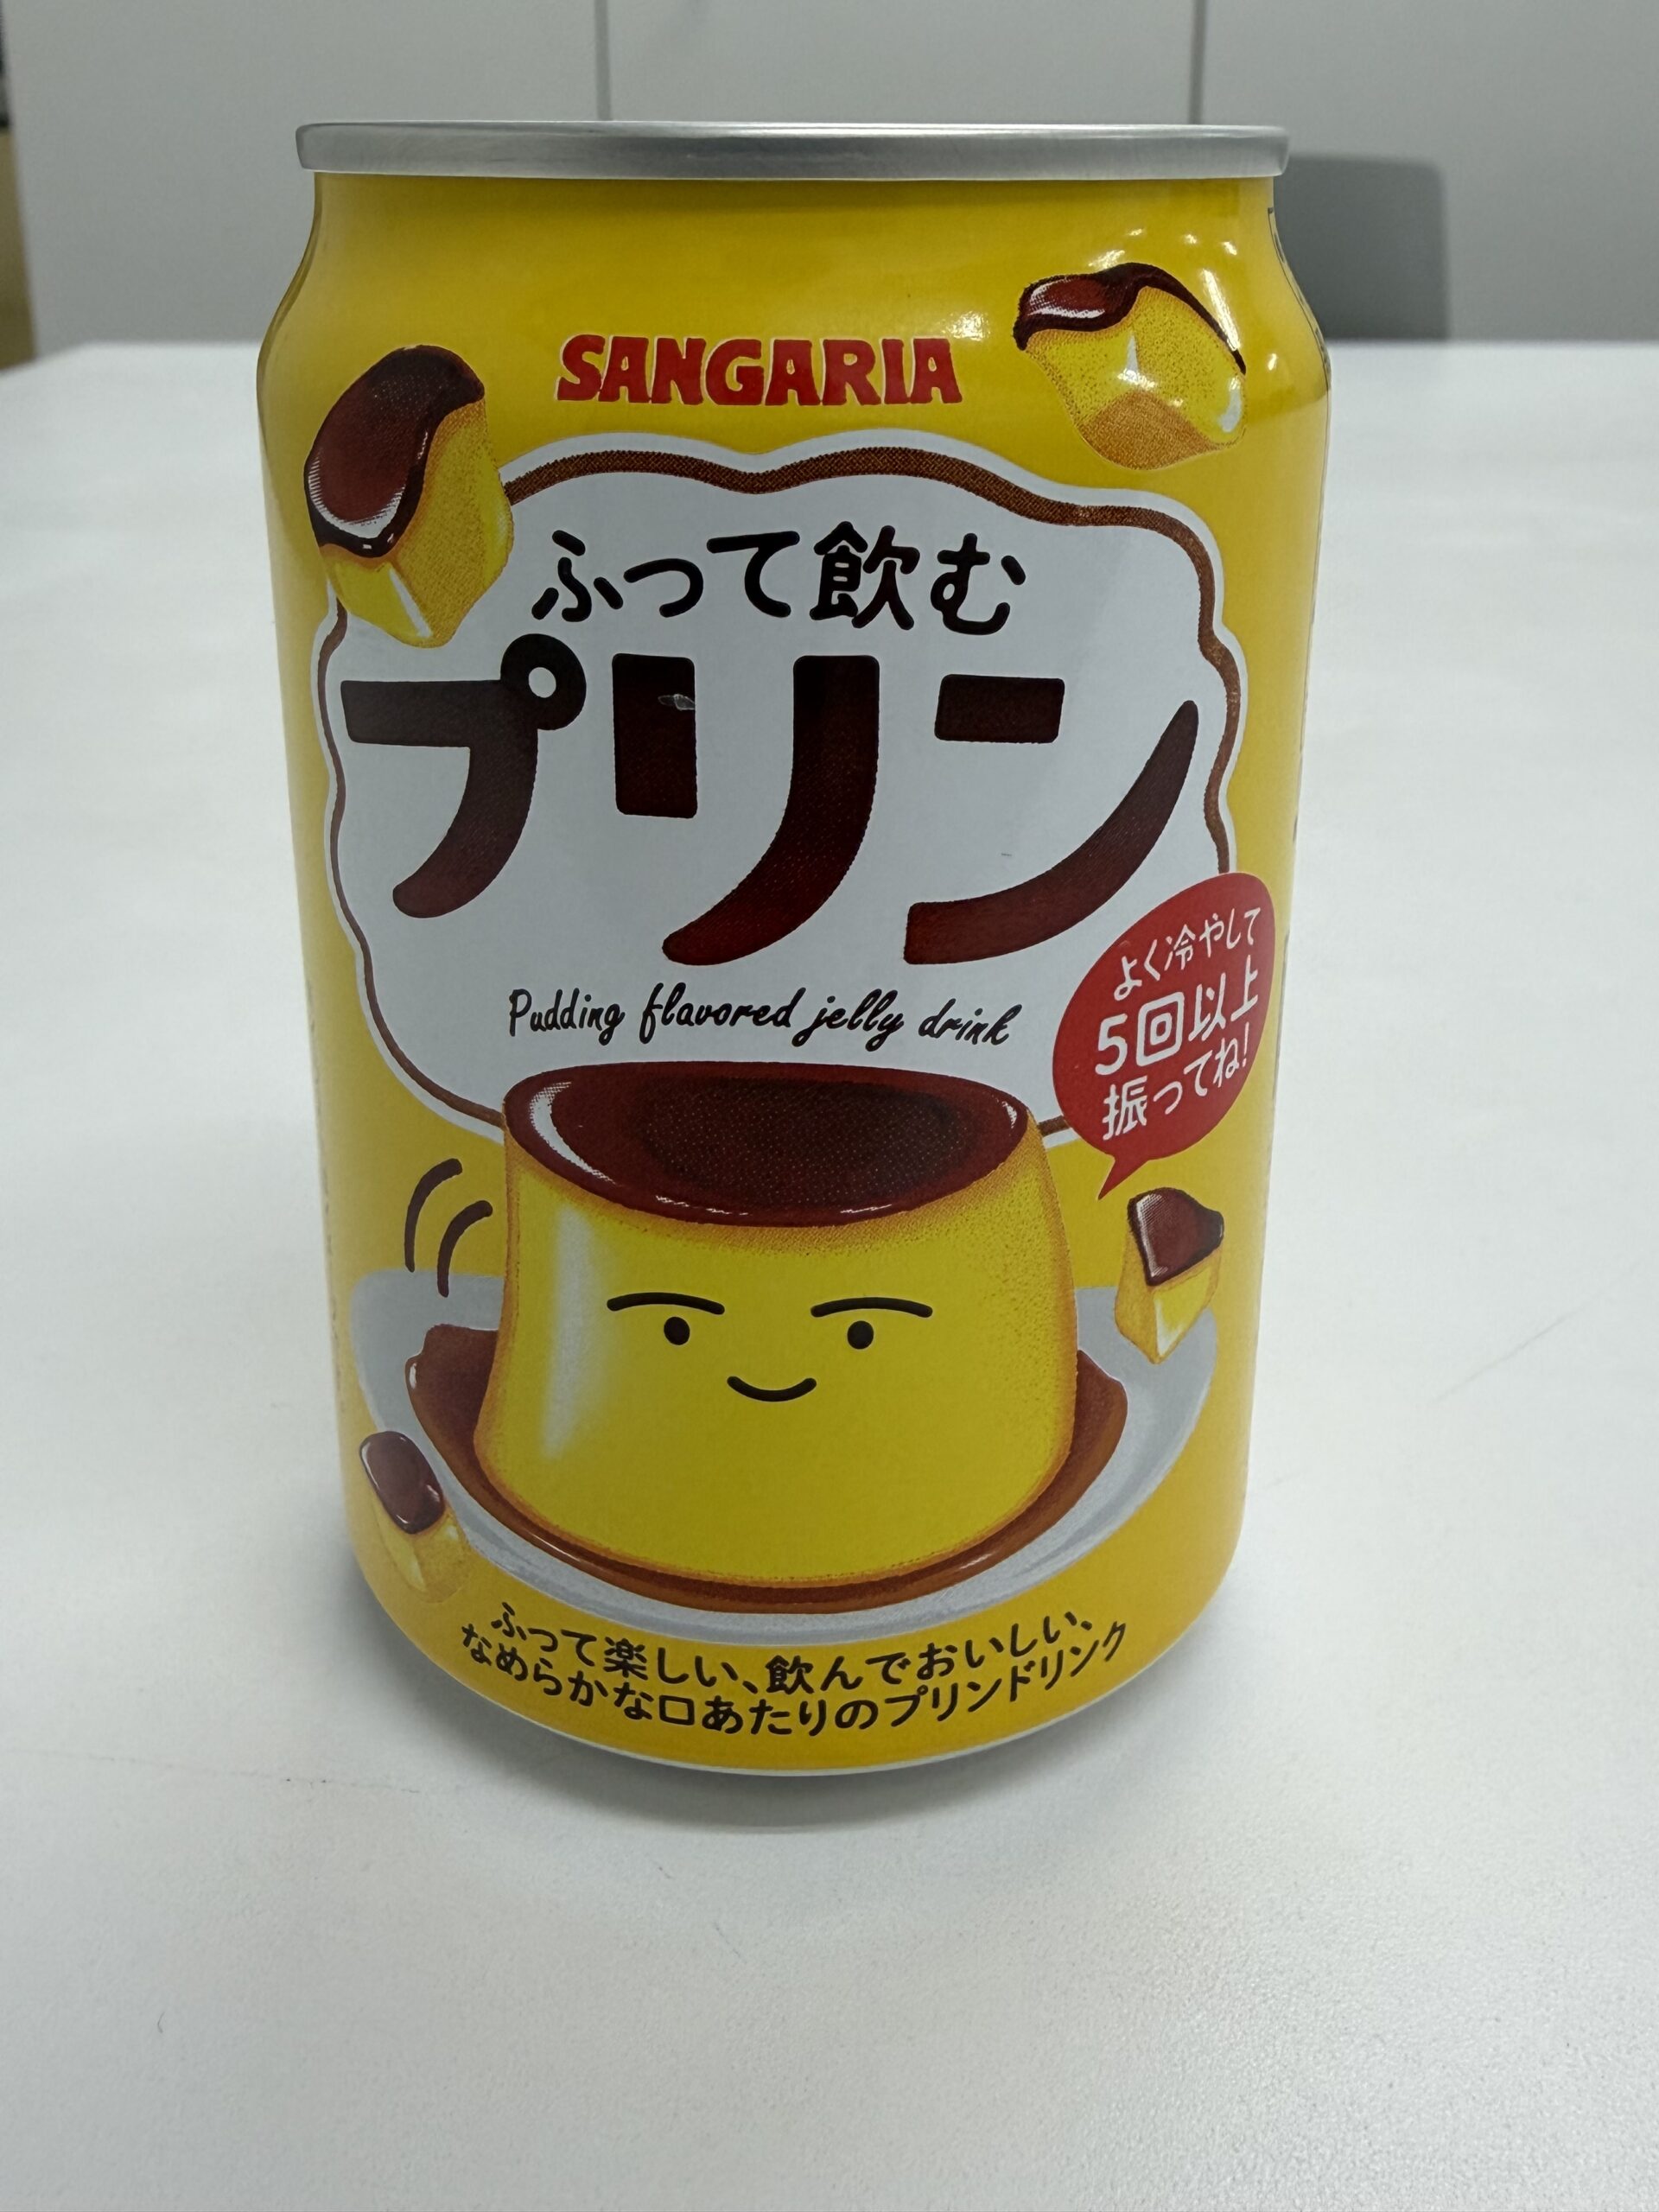 SANGARIA
ふって飲む
プリン
Pudding flavored jelly drink
よく冷やして
5回以上
振ってね!
ふって楽しい、飲んでおいしい、
なめらかな口あたりのプリンドリンク